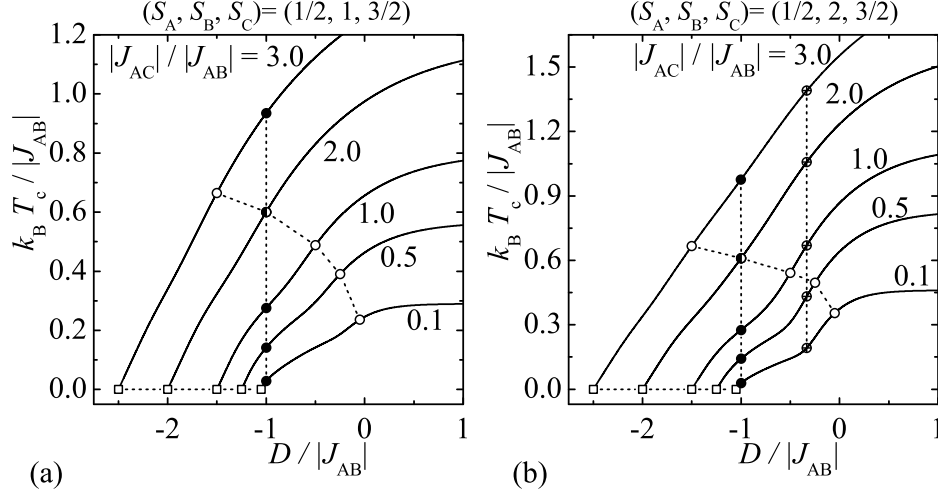 (S_A, S_B, S_C)= (1/2, 1, 3/2)
|J_AC| / |J_AB| = 3.0
2.0
1.0
0.5
0.1
k_B T_c / |J_AB|
1.2
1.0
0.8
0.6
0.4
0.2
0.0
-2 -1 0 1
D / |J_AB|
(a)
(S_A, S_B, S_C)= (1/2, 2, 3/2)
|J_AC| / |J_AB| = 3.0
2.0
1.0
0.5
0.1
k_B T_c / |J_AB|
1.5
1.2
0.9
0.6
0.3
0.0
-2 -1 0 1
D / |J_AB|
(b)